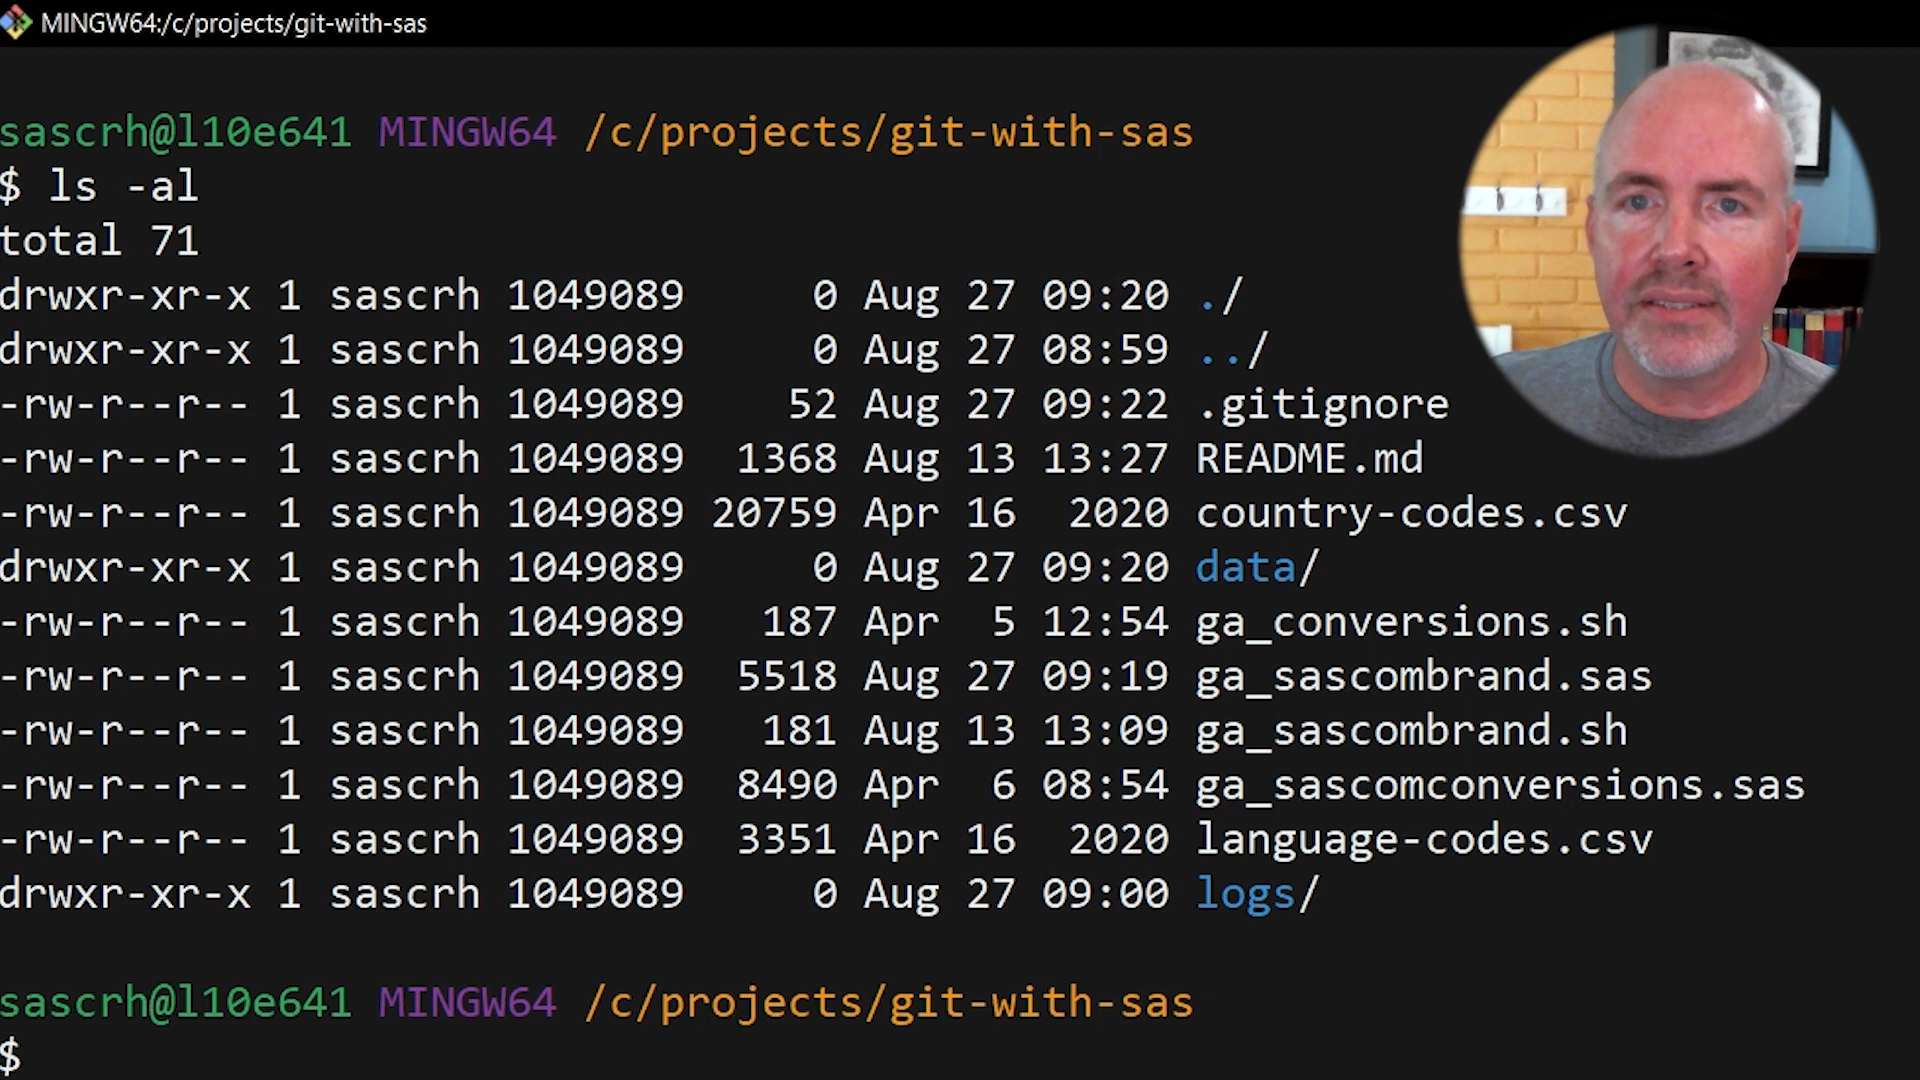 MINGW64:/c/projects/git-with-sas
sascrh@l10e641 MINGW64 /c/projects/git-with-sas
$ ls -al
total 71
drwxr-xr-x 1 sascrh 1049089     0 Aug 27 09:20 ./
drwxr-xr-x 1 sascrh 1049089     0 Aug 27 08:59 ../
-rw-r--r-- 1 sascrh 1049089    52 Aug 27 09:22 .gitignore
-rw-r--r-- 1 sascrh 1049089  1368 Aug 13 13:27 README.md
-rw-r--r-- 1 sascrh 1049089 20759 Apr 16  2020 country-codes.csv
drwxr-xr-x 1 sascrh 1049089     0 Aug 27 09:20 data/
-rw-r--r-- 1 sascrh 1049089   187 Apr  5 12:54 ga_conversions.sh
-rw-r--r-- 1 sascrh 1049089  5518 Aug 27 09:19 ga_sascombrand.sas
-rw-r--r-- 1 sascrh 1049089   181 Aug 13 13:09 ga_sascombrand.sh
-rw-r--r-- 1 sascrh 1049089  8490 Apr  6 08:54 ga_sascomconversions.sas
-rw-r--r-- 1 sascrh 1049089  3351 Apr 16  2020 language-codes.csv
drwxr-xr-x 1 sascrh 1049089     0 Aug 27 09:00 logs/
sascrh@l10e641 MINGW64 /c/projects/git-with-sas
$